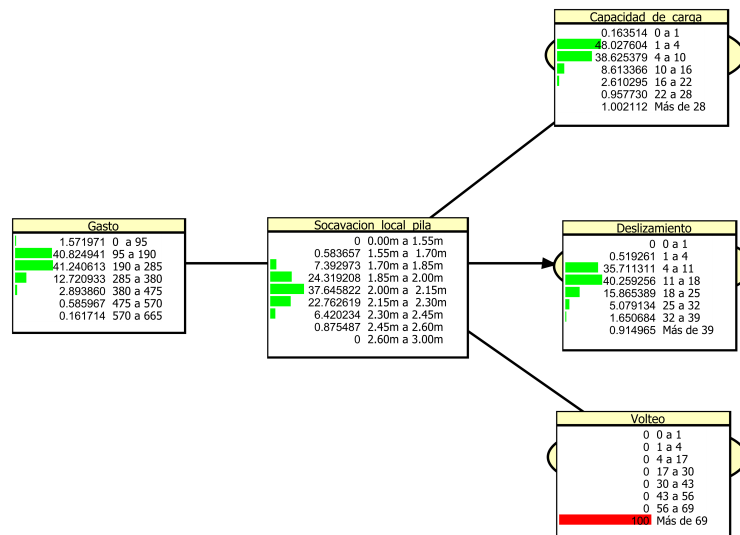 Capacidad de carga
0.163514 0 a 1
48.027604 1 a 4
38.625379 4 a 10
8.613366 10 a 16
2.610295 16 a 22
0.957730 22 a 28
1.002112 Más de 28
Gasto
1.571971 0 a 95
40.824941 95 a 190
41.240613 190 a 285
12.720933 285 a 380
2.893860 380 a 475
0.585967 475 a 570
0.161714 570 a 665
Socavacion local pila
0 0.00m a 1.55m
0.583657 1.55m a 1.70m
7.392973 1.70m a 1.85m
24.319208 1.85m a 2.00m
37.645822 2.00m a 2.15m
22.762619 2.15m a 2.30m
6.420234 2.30m a 2.45m
0.875487 2.45m a 2.60m
0 2.60m a 3.00m
Deslizamiento
0 0 a 1
0.519261 1 a 4
35.711311 4 a 11
40.259256 11 a 18
15.865389 18 a 25
5.079134 25 a 32
1.650684 32 a 39
0.914965 Más de 39
Volteo
0 0 a 1
0 1 a 4
0 4 a 17
0 17 a 30
0 30 a 43
0 43 a 56
0 56 a 69
100 Más de 69